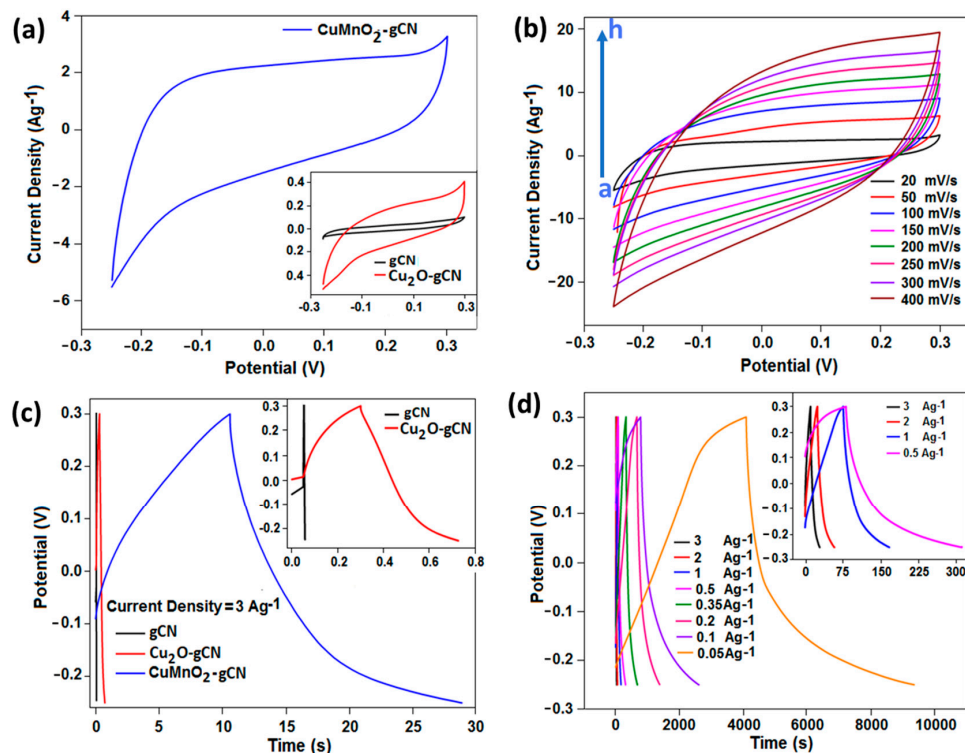 (a)
CuMnO2-gCN
Current Density (Ag-1)
4
2
0
−2
−4
−6
−0.3
−0.1
0.0
0.1
0.3
Potential (V)
0.4
0.2
0.0
0.2
0.4
-0.3
-0.1
0.1
0.3
gCN
Cu2O-gCN
(b)
h
a
Current Density (Ag-1)
20
10
0
−10
−20
−0.3
−0.2
−0.1
0.0
0.1
0.2
0.3
Potential (V)
20 mV/s
50 mV/s
100 mV/s
150 mV/s
200 mV/s
250 mV/s
300 mV/s
400 mV/s
(c)
Potential (V)
0.3
0.1
0.0
−0.1
−0.2
0
5
10
15
20
25
30
Time (s)
Current Density = 3 Ag-1
gCN
Cu2O-gCN
CuMnO2-gCN
0.3
0.2
0.1
0.0
-0.1
-0.2
0.0
0.2
0.4
0.6
0.8
gCN
Cu2O-gCN
(d)
Potential (V)
0.3
0.1
0.0
−0.1
−0.3
0
2000
4000
6000
8000
10000
Time (s)
3 Ag-1
2 Ag-1
1 Ag-1
0.5 Ag-1
0.35Ag-1
0.2 Ag-1
0.1 Ag-1
0.05Ag-1
0.3
0.2
0.1
0.0
-0.1
-0.3
0
75
150
300
3 Ag-1
2 Ag-1
1 Ag-1
0.5 Ag-1